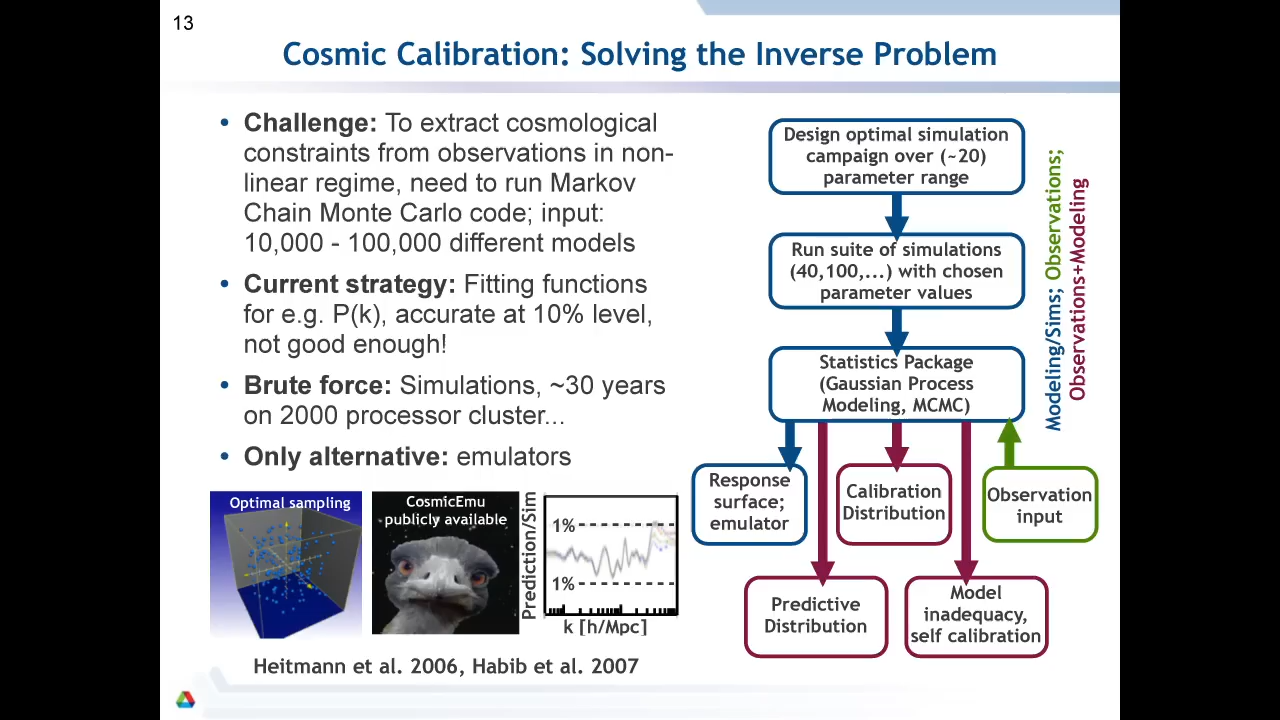 13
Cosmic Calibration: Solving the Inverse Problem
• Challenge: To extract cosmological
constraints from observations in non-
linear regime, need to run Markov
Chain Monte Carlo code; input:
10,000 - 100,000 different models
• Current strategy: Fitting functions
for e.g. P(k), accurate at 10% level,
not good enough!
• Brute force: Simulations, ~30 years
on 2000 processor cluster...
• Only alternative: emulators
Optimal sampling
CosmicEmu
publicly available
Prediction/Sim
1%
1%
k [h/Mpc]
Heitmann et al. 2006, Habib et al. 2007
Design optimal simulation
campaign over (~20)
parameter range
Run suite of simulations
(40,100,...) with chosen
parameter values
Statistics Package
(Gaussian Process
Modeling, MCMC)
Response
surface;
emulator
Calibration
Distribution
Observation
input
Predictive
Distribution
Model
inadequacy,
self calibration
Modeling/Sims; Observations;
Observations+Modeling